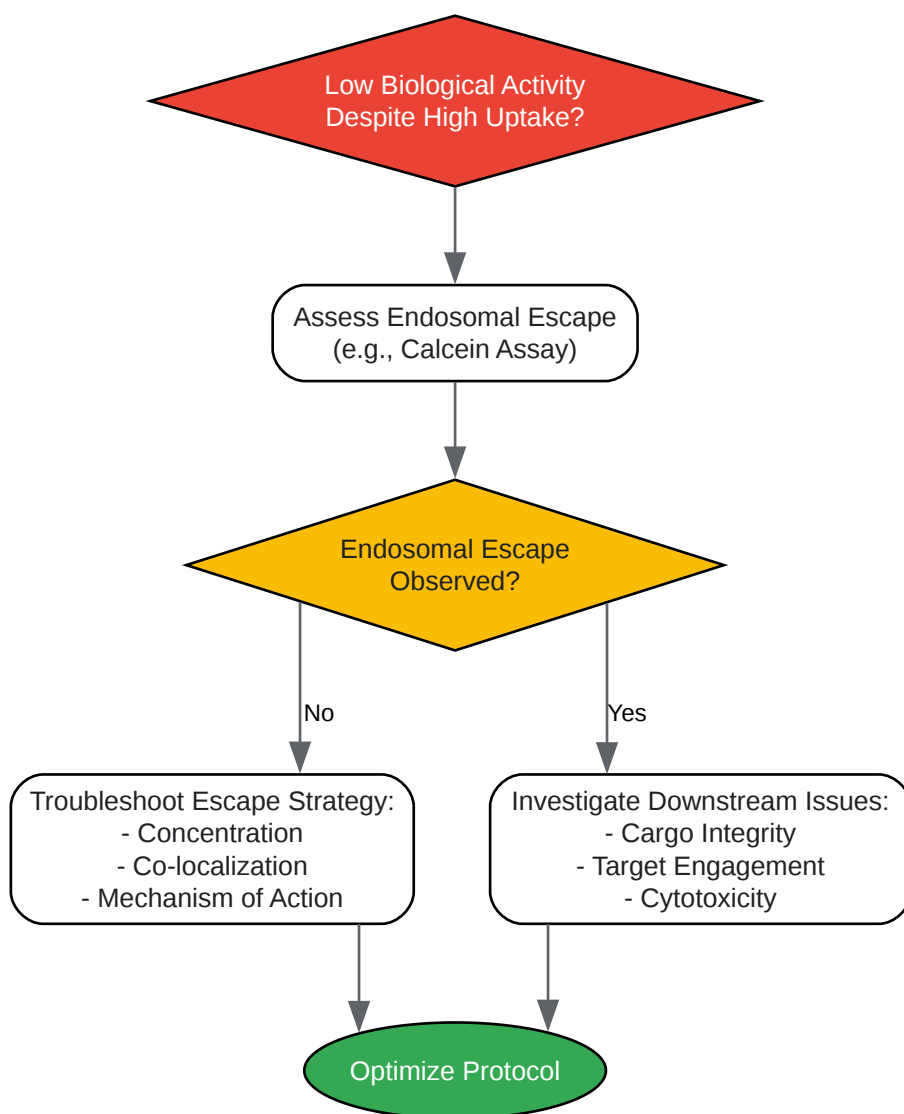 Low Biological Activity
Despite High Uptake?
Assess Endosomal Escape
(e.g., Calcein Assay)
Endosomal Escape
Observed?
No
Yes
Troubleshoot Escape Strategy:
- Concentration
- Co-localization
- Mechanism of Action
Investigate Downstream Issues:
- Cargo Integrity
- Target Engagement
- Cytotoxicity
Optimize Protocol